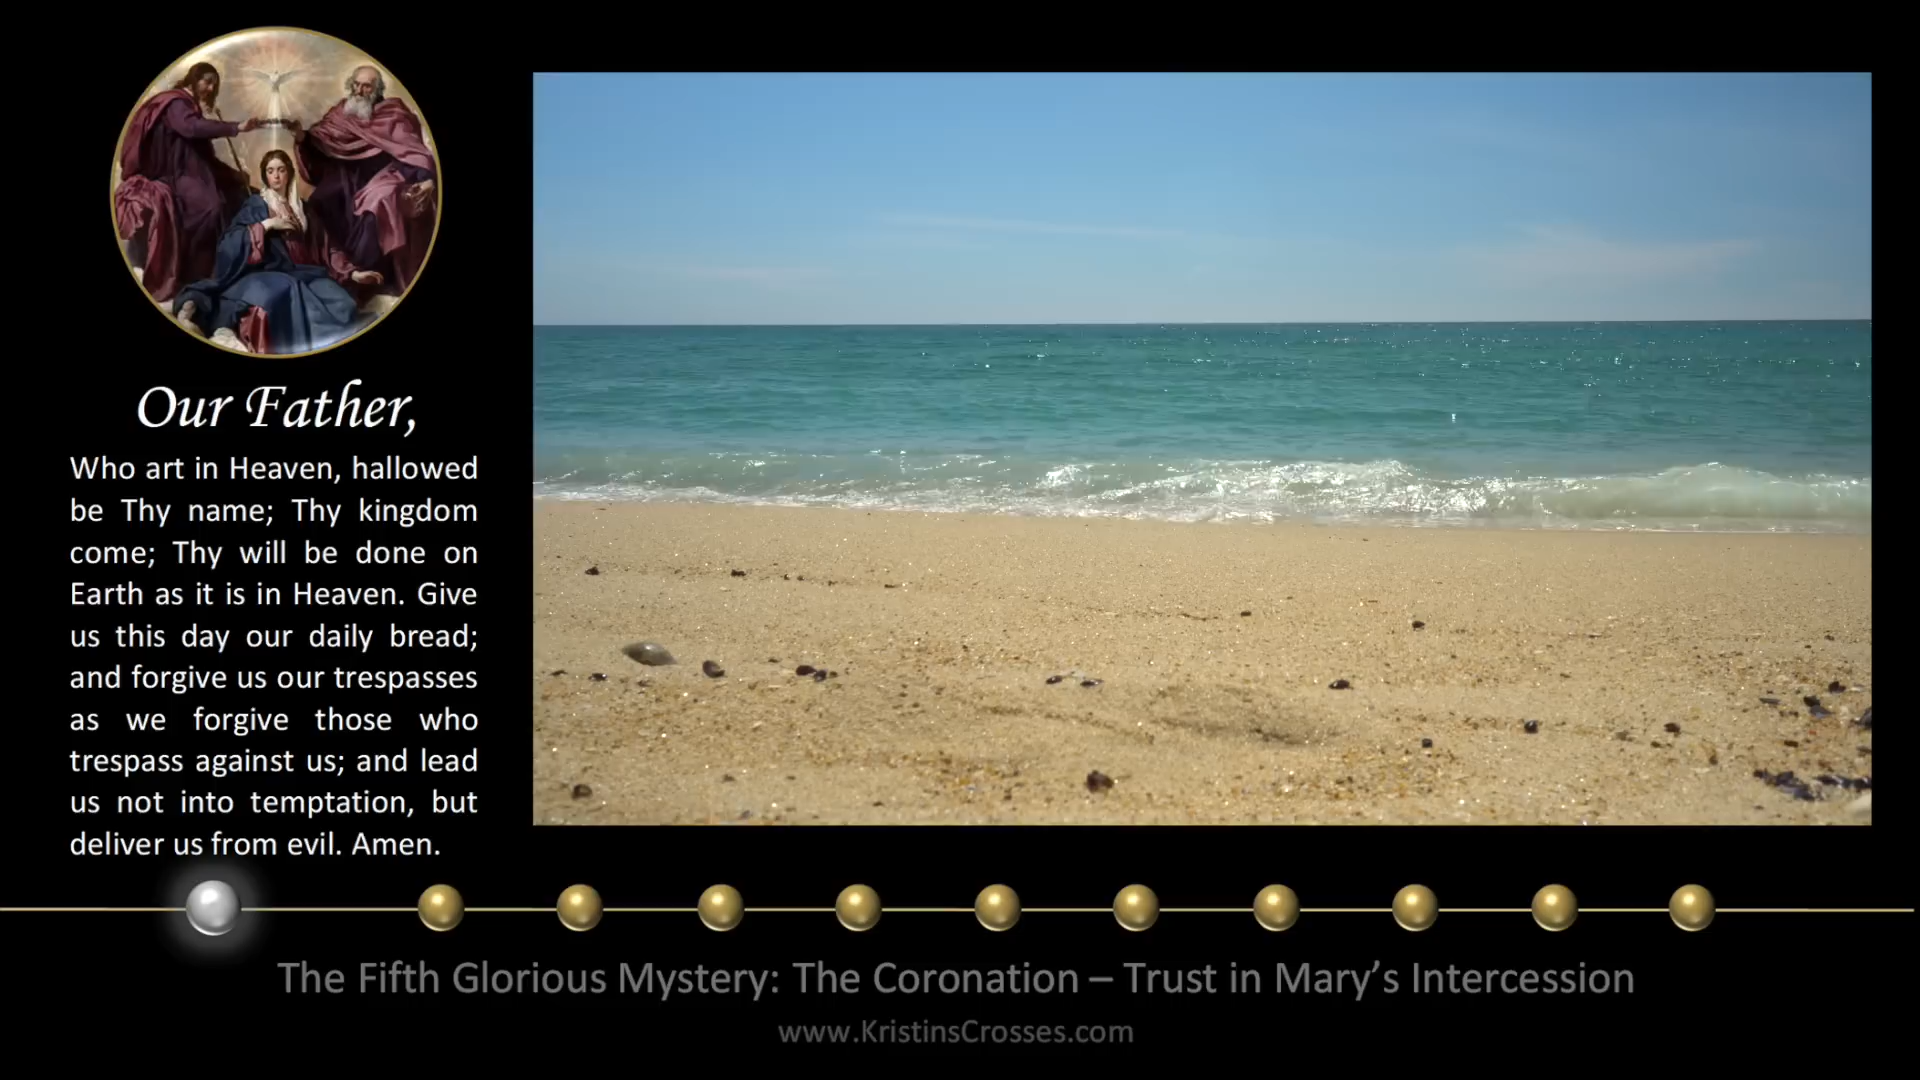 Our Father,
Who art in Heaven, hallowed
be Thy name; Thy kingdom
come; Thy will be done on
Earth as it is in Heaven. Give
us this day our daily bread;
and forgive us our trespasses
as we forgive those who
trespass against us; and lead
us not into temptation, but
deliver us from evil. Amen.
The Fifth Glorious Mystery: The Coronation – Trust in Mary’s Intercession
www.KristinsCrosses.com